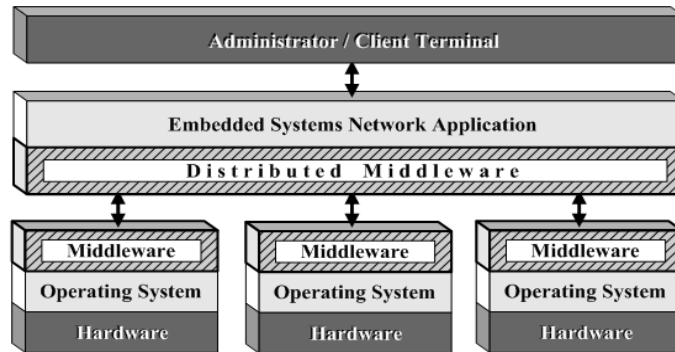 Administrator / Client Terminal
Embedded Systems Network Application
Distributed Middleware
Middleware
Operating System
Hardware
Middleware
Operating System
Hardware
Middleware
Operating System
Hardware